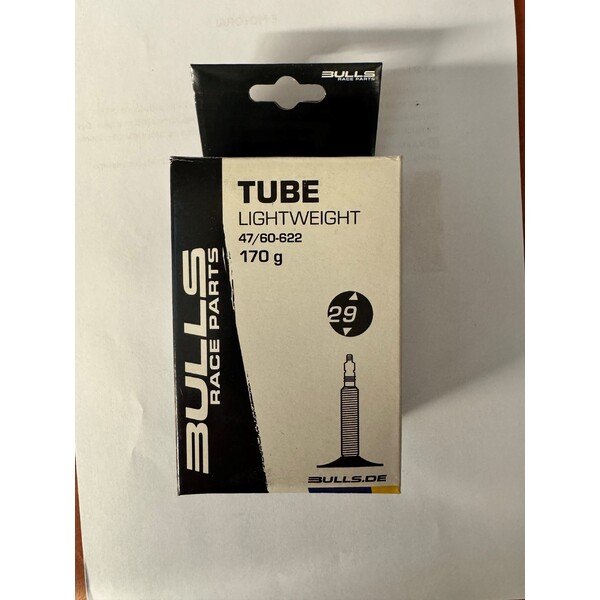 BULLS
RACE PARTS
TUBE
LIGHTWEIGHT
47/60-622
170 g
29
BULLS
RACE PARTS
BULLS.DE